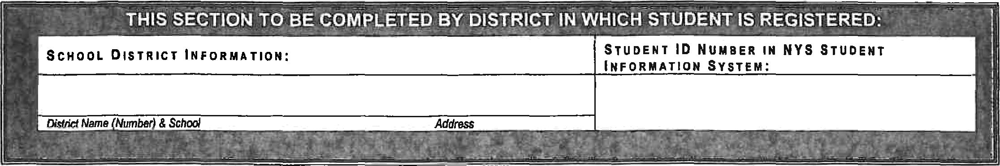 THIS SECTION TO BE COMPLETED BY DISTRICT IN WHICH STUDENT IS REGISTERED:
SCHOOL DISTRICT INFORMATION:
STUDENT ID NUMBER IN NYS STUDENT
INFORMATION SYSTEM:
District Name (Number) & School Address